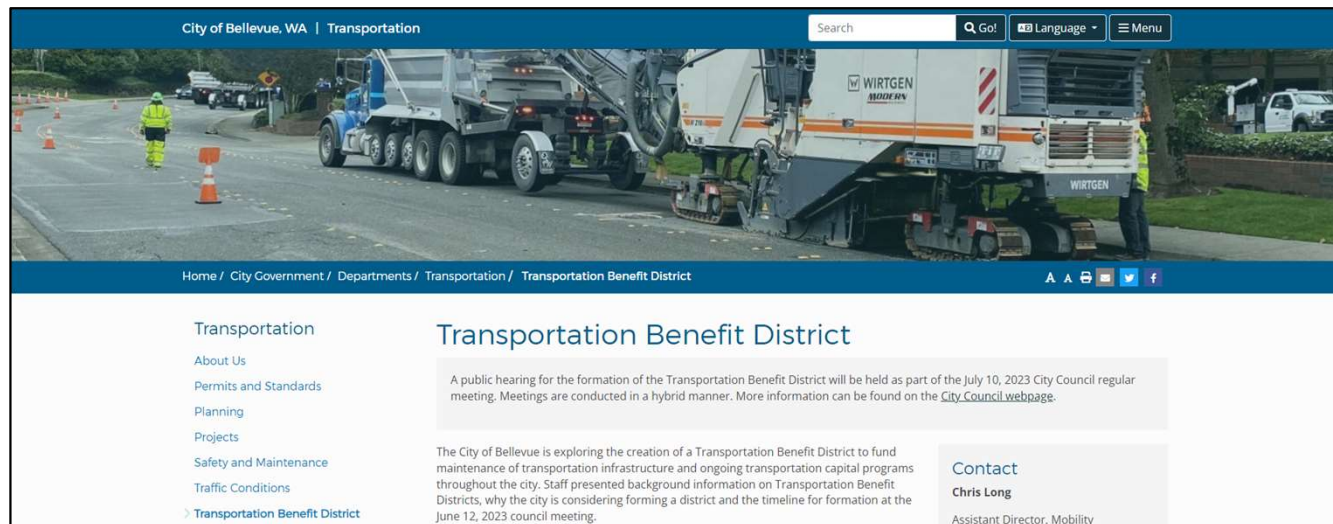 City of Bellevue, WA | Transportation
Search
Go!
Language
Menu
WIRTGEN
MODERN
WIRTGEN
Home / City Government / Departments / Transportation / Transportation Benefit District
A A
Transportation
About Us
Permits and Standards
Planning
Projects
Safety and Maintenance
Traffic Conditions
Transportation Benefit District
Transportation Benefit District
A public hearing for the formation of the Transportation Benefit District will be held as part of the July 10, 2023 City Council regular
meeting. Meetings are conducted in a hybrid manner. More information can be found on the City Council webpage.
The City of Bellevue is exploring the creation of a Transportation Benefit District to fund
maintenance of transportation infrastructure and ongoing transportation capital programs
throughout the city. Staff presented background information on Transportation Benefit
Districts, why the city is considering forming a district and the timeline for formation at the
June 12, 2023 council meeting.
Contact
Chris Long
Assistant Director, Mobility